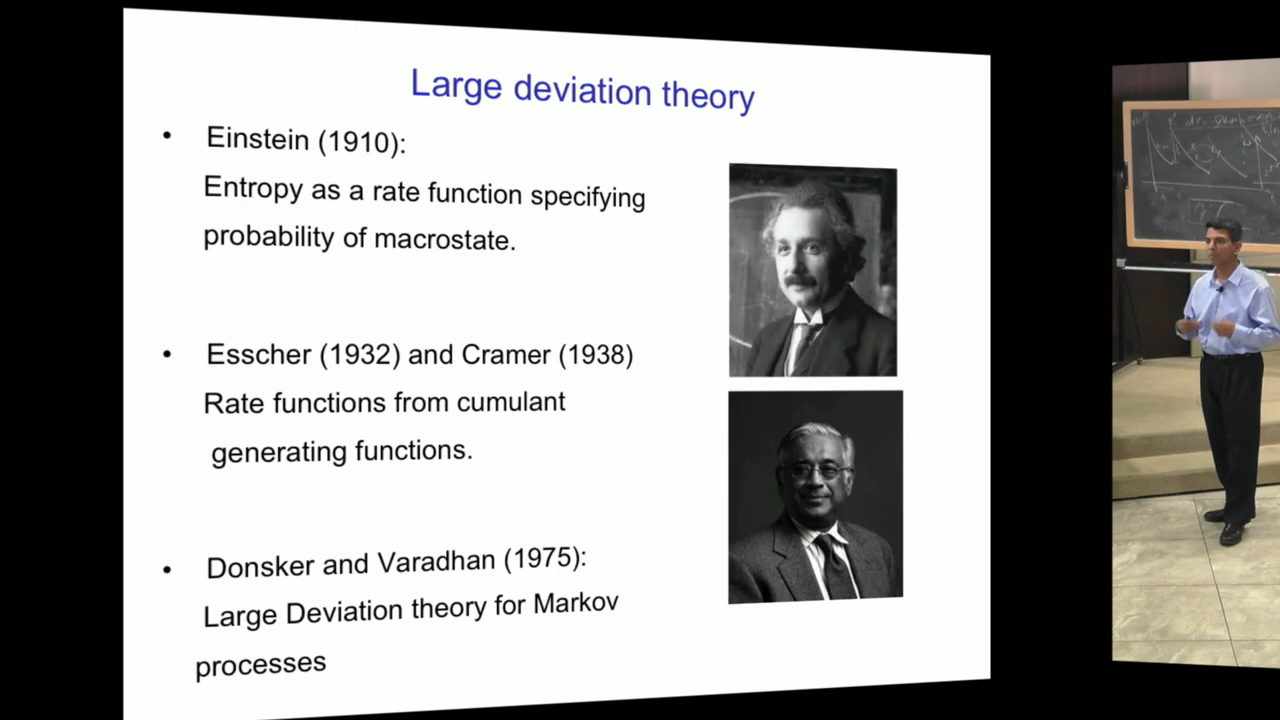 Large deviation theory
• Einstein (1910):
Entropy as a rate function specifying
probability of macrostate.
• Esscher (1932) and Cramer (1938)
Rate functions from cumulant
generating functions.
• Donsker and Varadhan (1975):
Large Deviation theory for Markov
processes